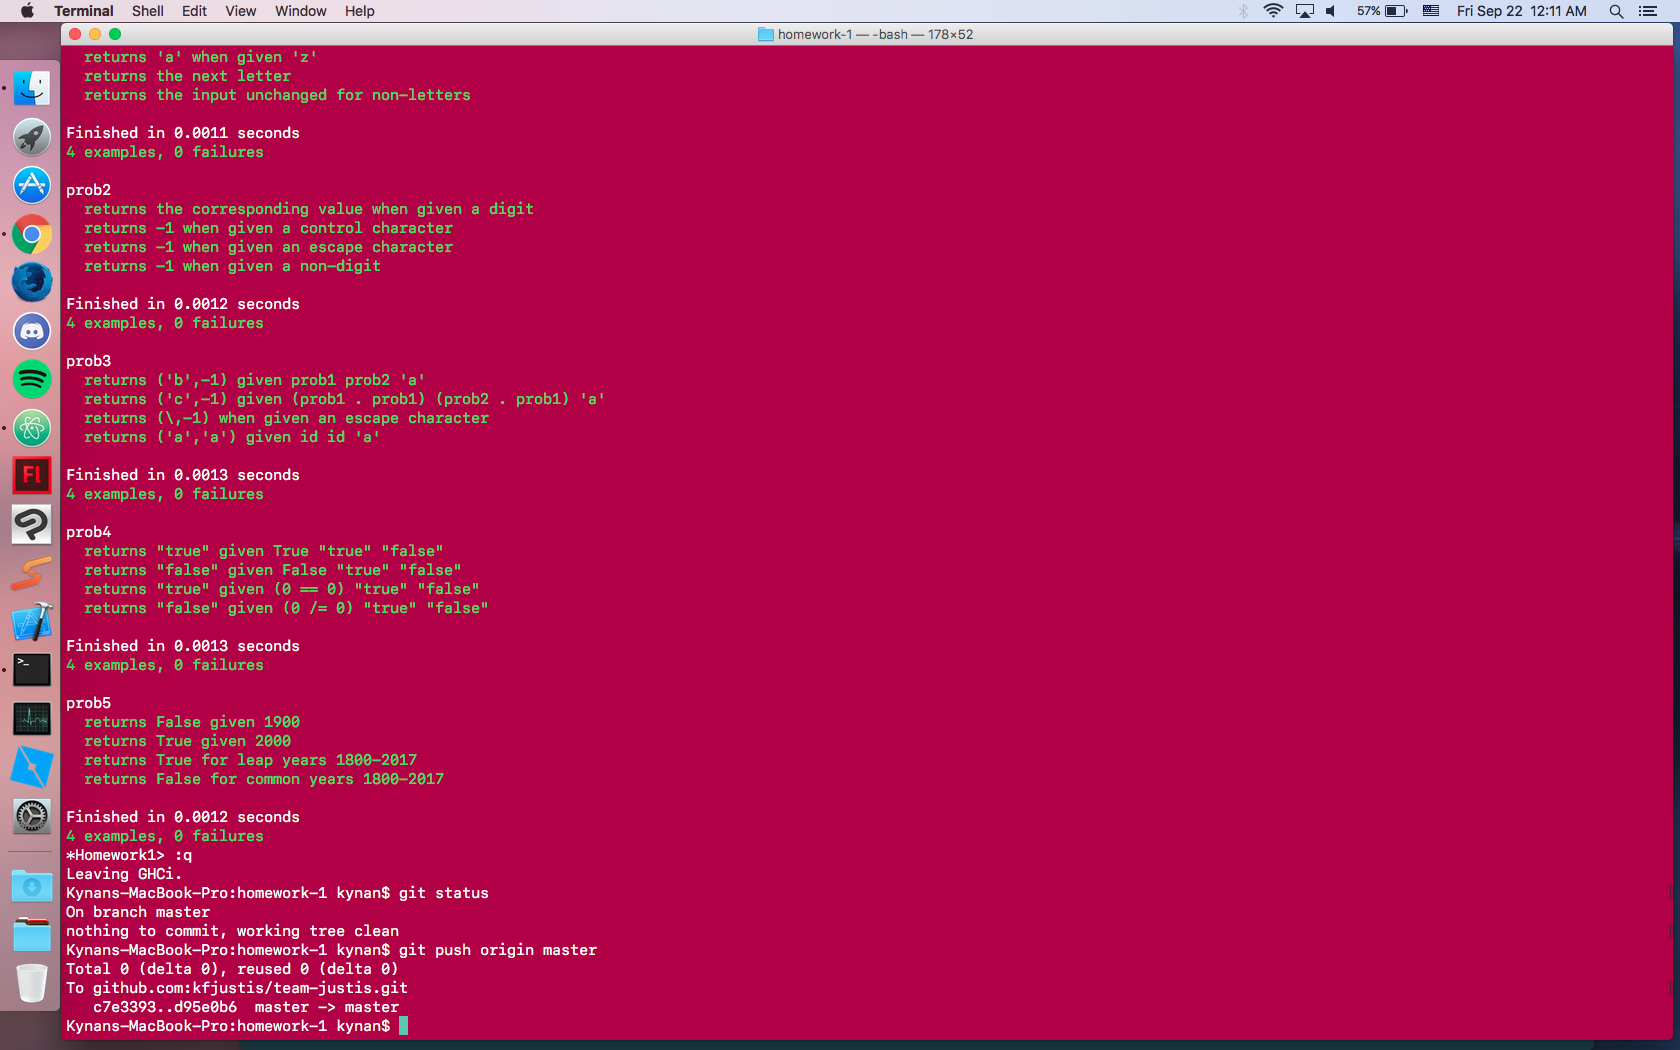 Terminal Shell Edit View Window Help 57% Fri Sep 22 12:11 AM
homework-1 — -bash — 178×52
returns 'a' when given 'z'
returns the next letter
returns the input unchanged for non-letters
Finished in 0.0011 seconds
4 examples, 0 failures
prob2
returns the corresponding value when given a digit
returns -1 when given a control character
returns -1 when given an escape character
returns -1 when given a non-digit
Finished in 0.0012 seconds
4 examples, 0 failures
prob3
returns ('b',-1) given prob1 prob2 'a'
returns ('c',-1) given (prob1 . prob1) (prob2 . prob1) 'a'
returns (\,-1) when given an escape character
returns ('a','a') given id id 'a'
Finished in 0.0013 seconds
4 examples, 0 failures
prob4
returns "true" given True "true" "false"
returns "false" given False "true" "false"
returns "true" given (0 == 0) "true" "false"
returns "false" given (0 /= 0) "true" "false"
Finished in 0.0013 seconds
4 examples, 0 failures
prob5
returns False given 1900
returns True given 2000
returns True for leap years 1800-2017
returns False for common years 1800-2017
Finished in 0.0012 seconds
4 examples, 0 failures
*Homework1> :q
Leaving GHCi.
Kynans-MacBook-Pro:homework-1 kynan$ git status
On branch master
nothing to commit, working tree clean
Kynans-MacBook-Pro:homework-1 kynan$ git push origin master
Total 0 (delta 0), reused 0 (delta 0)
To github.com:kfjustis/team-justis.git
c7e3393..d95e0b6 master -> master
Kynans-MacBook-Pro:homework-1 kynan$
Fl
>_